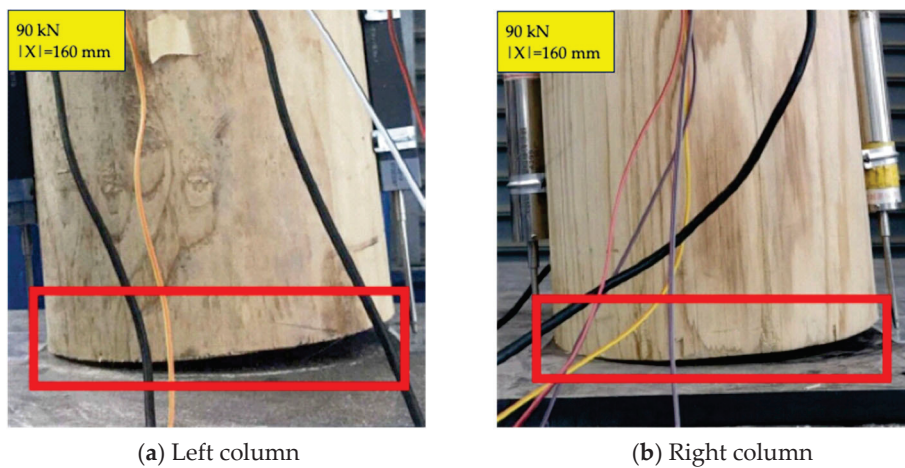 90 kN
|X|=160 mm
90 kN
|X|=160 mm
(a) Left column
(b) Right column